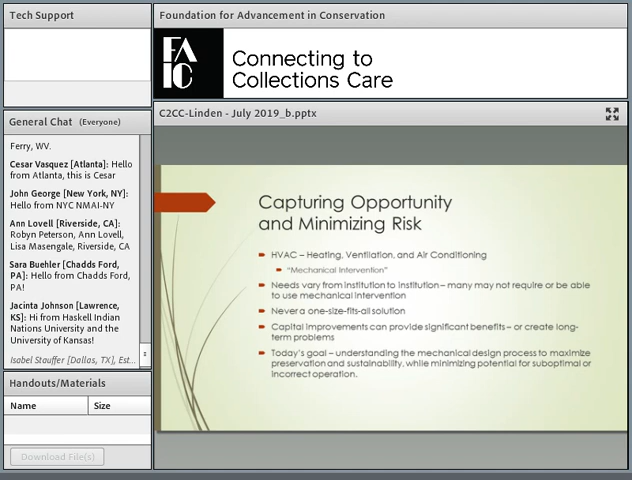 Tech Support
Foundation for Advancement in Conservation
FAIC
Connecting to
Collections Care
General Chat (Everyone)
Ferry, WV.
Cesar Vasquez [Atlanta]: Hello
from Atlanta, this is Cesar
John George [New York, NY]:
Hello from NYC NMAI-NY
Ann Lovell [Riverside, CA]:
Robyn Peterson, Ann Lovell,
Lisa Masengale, Riverside, CA
Sara Buehler [Chadds Ford,
PA]: Hello from Chadds Ford,
PA!
Jacinta Johnson [Lawrence,
KS]: Hi from Haskell Indian
Nations University and the
University of Kansas!
Isabel Stauffer [Dallas, TX], Est...
Handouts/Materials
Name Size
Download File(s)
C2CC-Linden - July 2019_b.pptx
Capturing Opportunity
and Minimizing Risk
HVAC – Heating, Ventilation, and Air Conditioning
"Mechanical Intervention"
Needs vary from institution to institution – many may not require or be able
to use mechanical intervention
Never a one-size-fits-all solution
Capital improvements can provide significant benefits – or create long-
term problems
Today's goal – understanding the mechanical design process to maximize
preservation and sustainability, while minimizing potential for suboptimal or
incorrect operation.